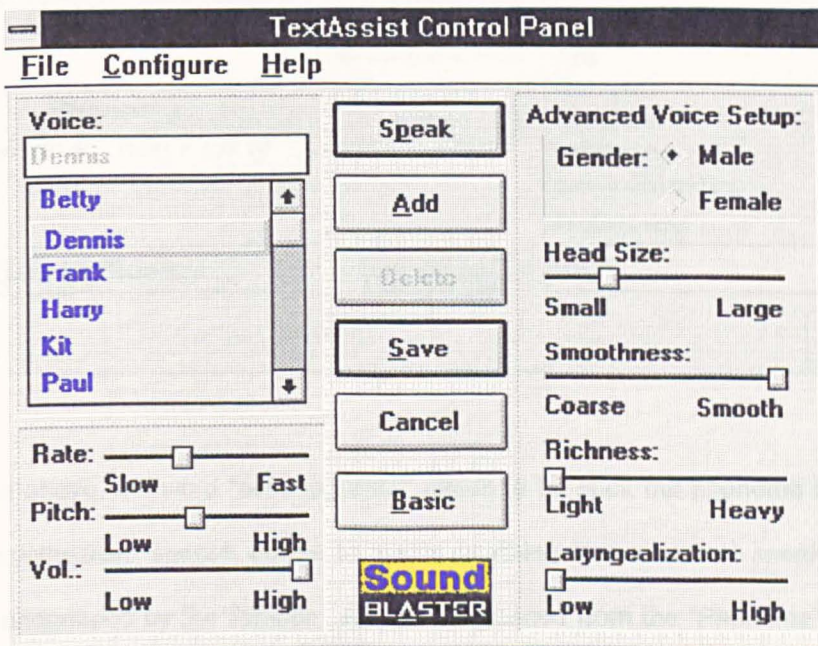 TextAssist Control Panel
File Configure Help
Voice:
Dennis
Betty
Dennis
Frank
Harry
Kit
Paul
Rate:
Slow Fast
Pitch:
Low High
Vol.:
Low High
Speak
Add
Delete
Save
Cancel
Basic
Sound
BLASTER
Advanced Voice Setup:
Gender: Male
Female
Head Size:
Small Large
Smoothness:
Coarse Smooth
Richness:
Light Heavy
Laryngealization:
Low High